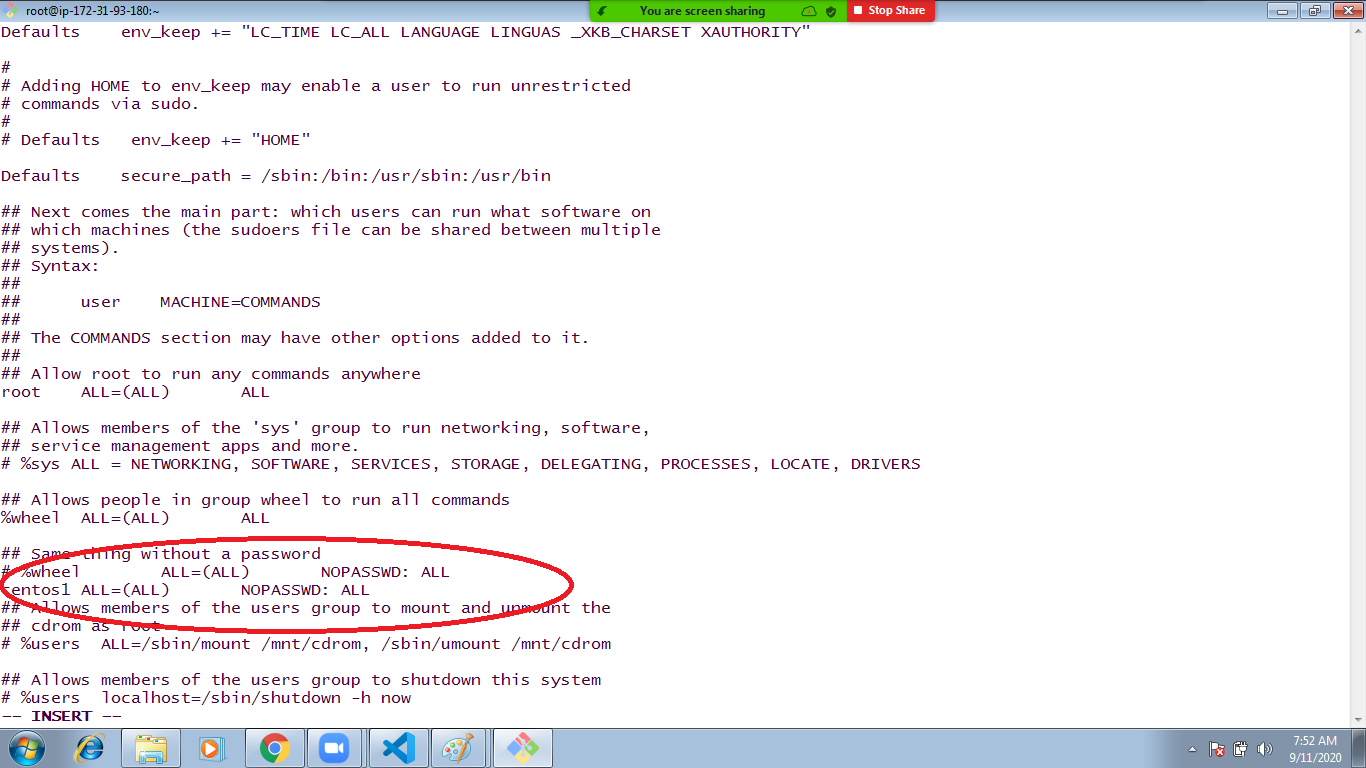 root@ip-172-31-93-180:~
You are screen sharing
Stop Share
Defaults    env_keep += "LC_TIME LC_ALL LANGUAGE LINGUAS _XKB_CHARSET XAUTHORITY"
#
# Adding HOME to env_keep may enable a user to run unrestricted
# commands via sudo.
#
# Defaults   env_keep += "HOME"
Defaults    secure_path = /sbin:/bin:/usr/sbin:/usr/bin
## Next comes the main part: which users can run what software on
## which machines (the sudoers file can be shared between multiple
## systems).
## Syntax:
##
##      user    MACHINE=COMMANDS
##
## The COMMANDS section may have other options added to it.
##
## Allow root to run any commands anywhere
root    ALL=(ALL)       ALL
## Allows members of the 'sys' group to run networking, software,
## service management apps and more.
# %sys ALL = NETWORKING, SOFTWARE, SERVICES, STORAGE, DELEGATING, PROCESSES, LOCATE, DRIVERS
## Allows people in group wheel to run all commands
%wheel  ALL=(ALL)       ALL
## Same thing without a password
# %wheel        ALL=(ALL)       NOPASSWD: ALL
centos1 ALL=(ALL)       NOPASSWD: ALL
## Allows members of the users group to mount and unmount the
## cdrom as root
# %users  ALL=/sbin/mount /mnt/cdrom, /sbin/umount /mnt/cdrom
## Allows members of the users group to shutdown this system
# %users  localhost=/sbin/shutdown -h now
-- INSERT --
7:52 AM
9/11/2020